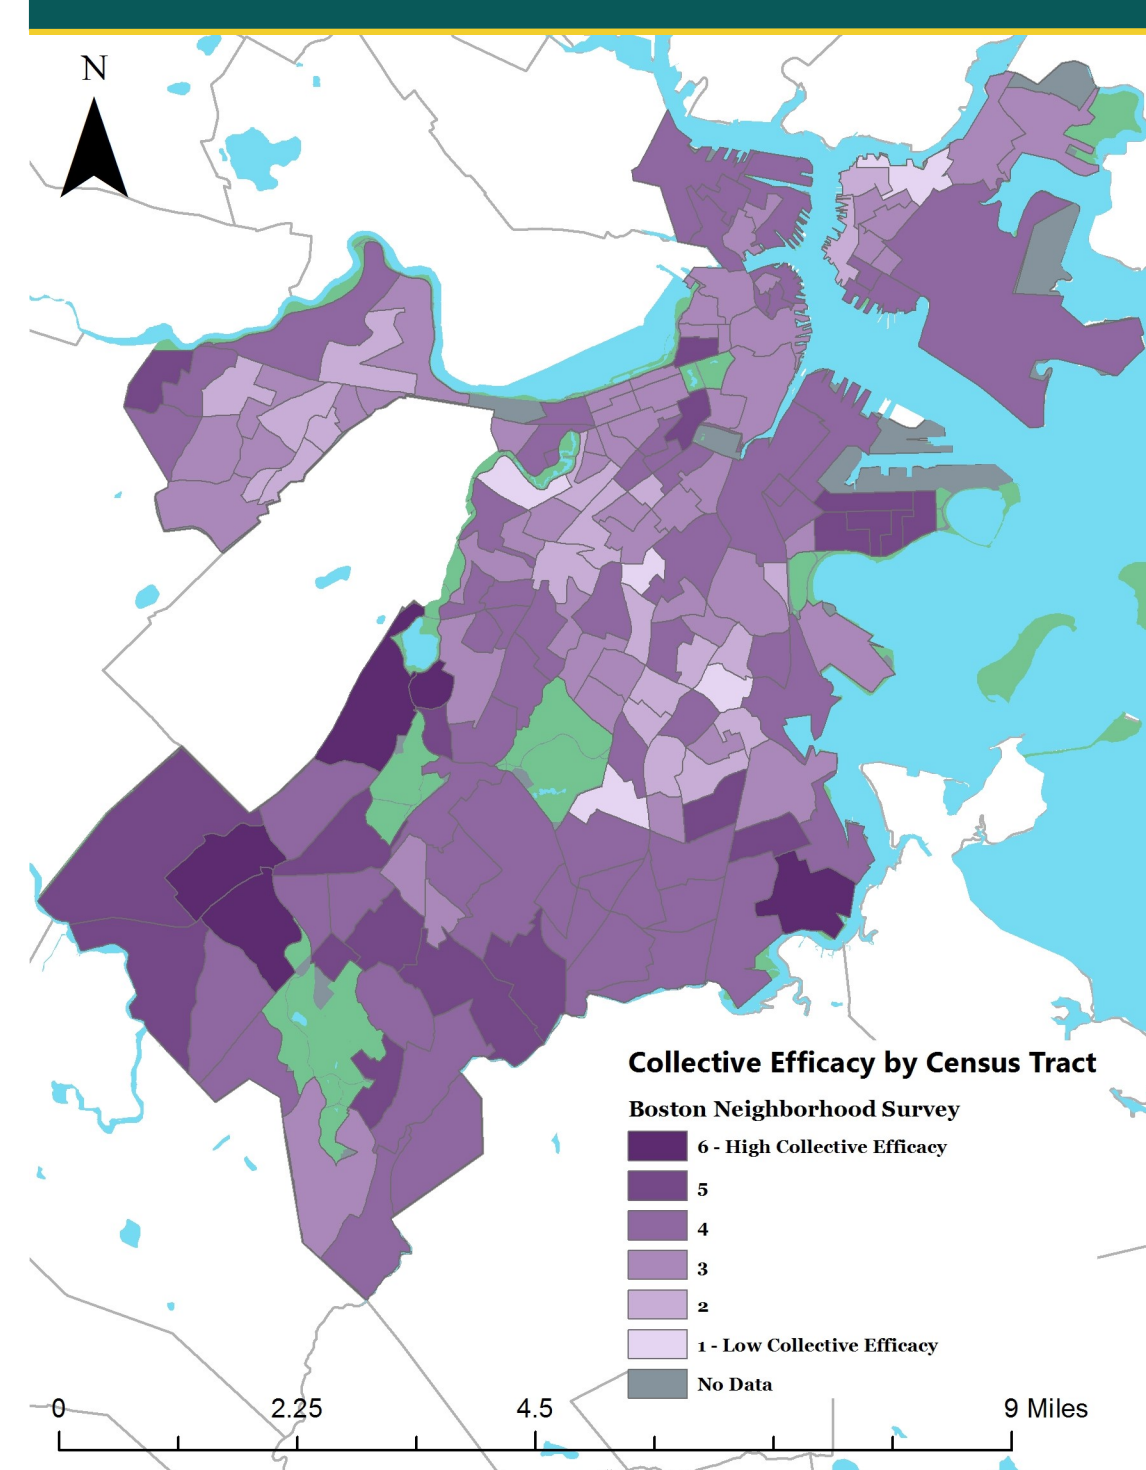 N
Collective Efficacy by Census Tract
Boston Neighborhood Survey
6 - High Collective Efficacy
5
4
3
2
1 - Low Collective Efficacy
No Data
0 2.25 4.5 9 Miles